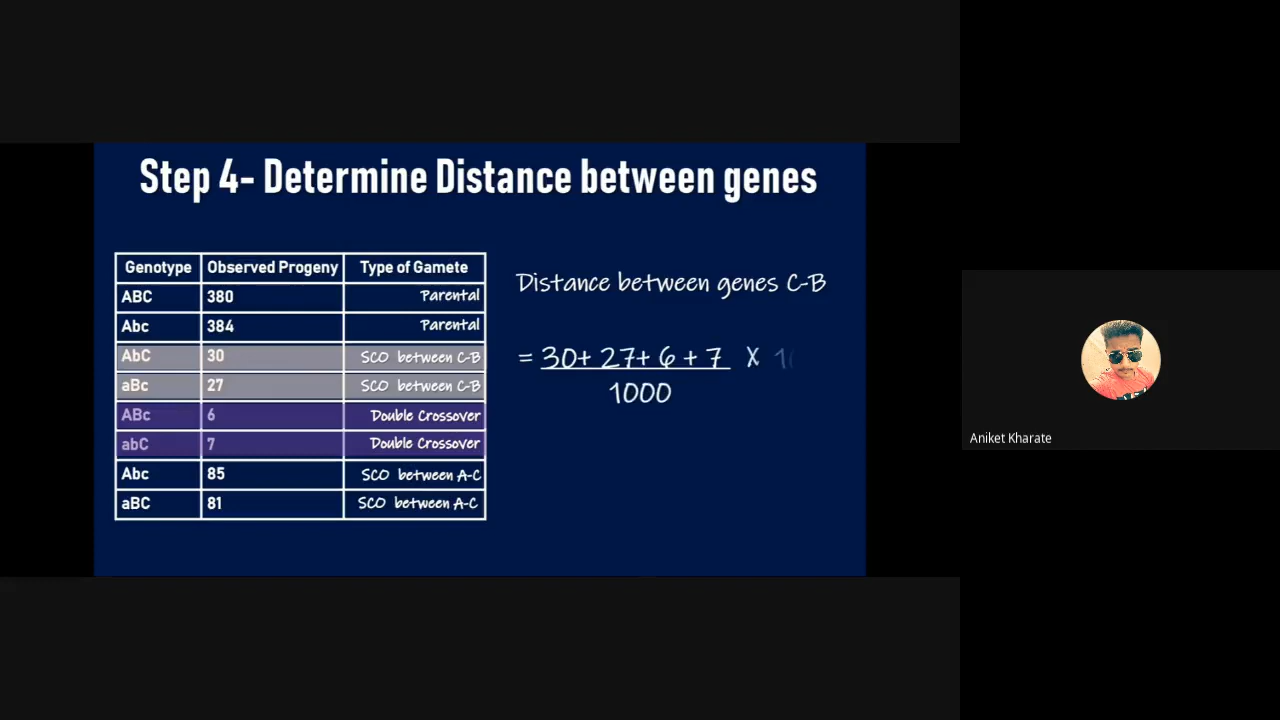 Step 4- Determine Distance between genes
Genotype Observed Progeny Type of Gamete
ABC 380 Parental
Abc 384 Parental
AbC 30 SCO between C-B
aBc 27 SCO between C-B
ABc 6 Double Crossover
abC 7 Double Crossover
Abc 85 SCO between A-C
aBC 81 SCO between A-C
Distance between genes C-B
= 30+ 27+ 6 + 7 X
1000
Aniket Kharate